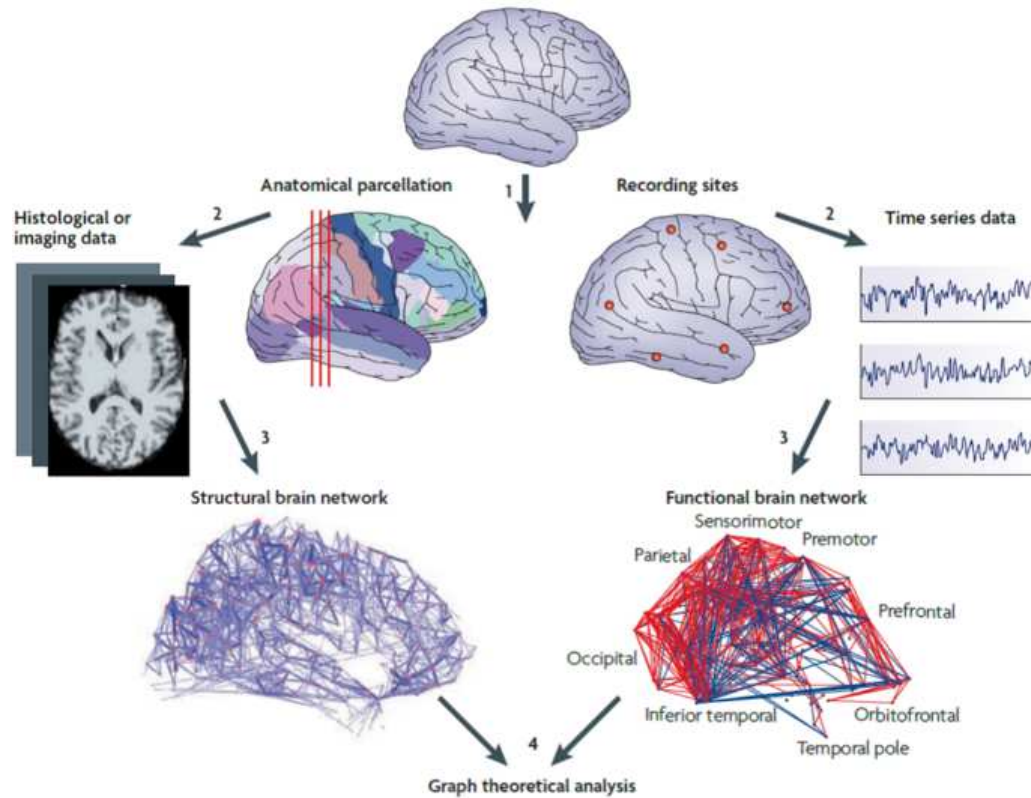 Anatomical parcellation
1
Recording sites
Histological or
imaging data
2
2
Time series data
3
3
Structural brain network
Functional brain network
Sensorimotor
Premotor
Parietal
Prefrontal
Occipital
Inferior temporal
Orbitofrontal
Temporal pole
4
Graph theoretical analysis